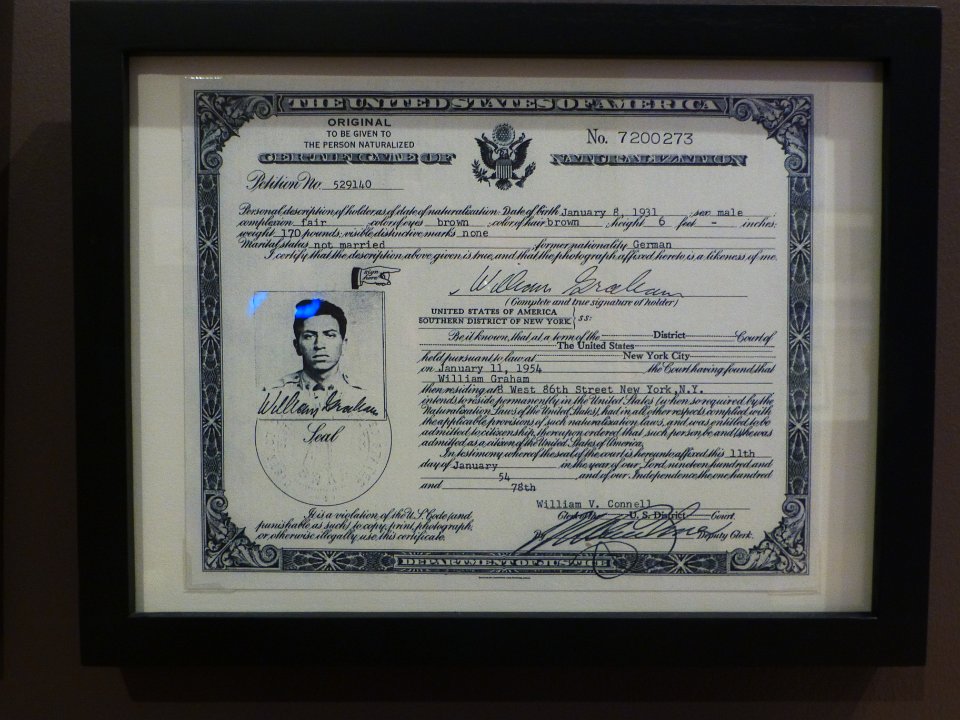 THE UNITED STATES OF AMERICA
ORIGINAL
TO BE GIVEN TO
THE PERSON NATURALIZED
No. 7200273
CERTIFICATE OF NATURALIZATION
Petition No. 529140
Personal description of holder as of date of naturalization: Date of birth January 8, 1931 sex male;
complexion fair color of eyes brown color of hair brown; height 6 feet - inches;
weight 170 pounds; visible distinctive marks none
Marital status not married former nationality German
I certify that the description above given is true, and that the photograph affixed hereto is a likeness of me.
Sign here
William Graham
(Complete and true signature of holder)
UNITED STATES OF AMERICA
SOUTHERN DISTRICT OF NEW YORK } SS:
Be it known, that at a term of the District Court of
The United States
held pursuant to law at New York City
on January 11, 1954 the Court having found that
William Graham
then residing at 8 West 86th Street New York, N.Y.
intends to reside permanently in the United States (when so required by the
Naturalization Laws of the United States), had in all other respects complied with
the applicable provisions of such naturalization laws, and was entitled to be
admitted to citizenship, thereupon ordered that such person be and (s)he was
admitted as a citizen of the United States of America.
In testimony whereof the seal of the court is hereunto affixed this 11th
day of January in the year of our Lord nineteen hundred and
54 and of our Independence the one hundred
and 78th
William Graham
Seal
It is a violation of the U.S. Code (and
punishable as such) to copy, print, photograph,
or otherwise illegally use this certificate.
William V. Connell
Clerk of the U. S. District Court.
By Deputy Clerk.
DEPARTMENT OF JUSTICE